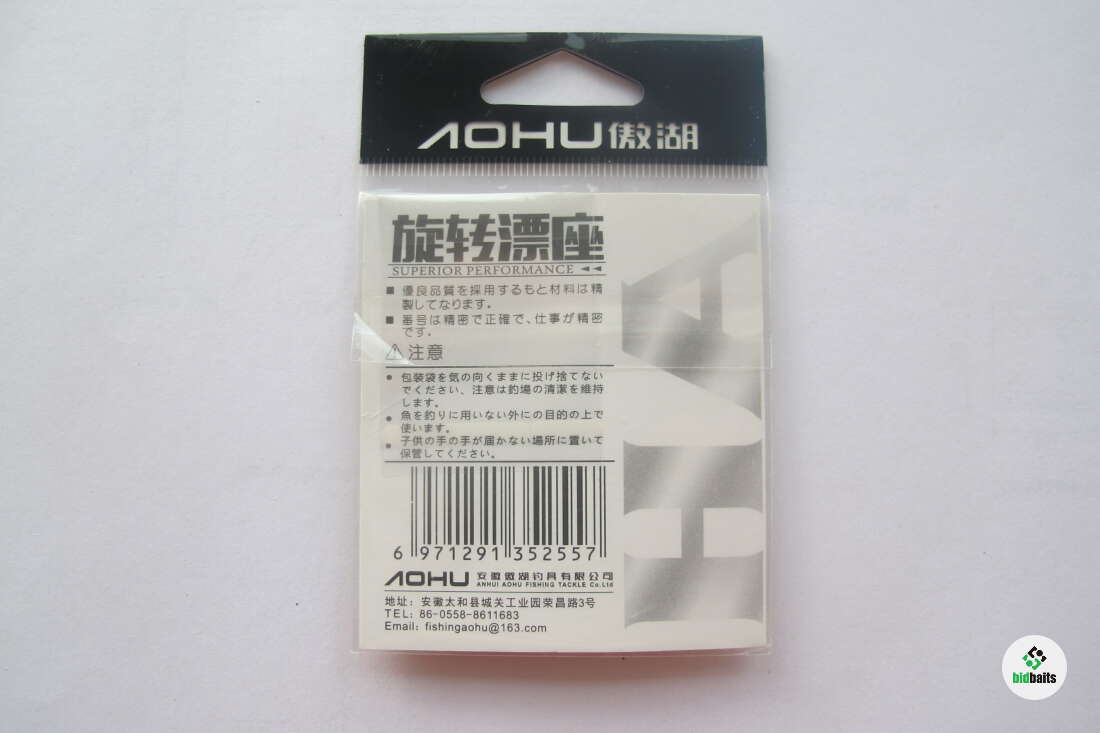 AOHU傲湖
旋转漂座
SUPERIOR PERFORMANCE
■ 優良品質を採用するもと材料は精
製してなります。
■ 番号は精密で正確で、仕事が精密
です。
⚠ 注意
● 包装袋を気の向くままに投げ捨てない
でください、注意は釣場の清潔を維持
します。
● 魚を釣りに用いない外にの目的の上で
使います。
● 子供の手の手が届かない場所に置いて
保管してください。
6 971291 352557
AOHU 安徽傲湖钓具有限公司
ANHUI AOHU FISHING TACKLE Co.Ltd
地址：安徽太和县城关工业园荣昌路3号
TEL: 86-0558-8611683
Email: fishingaohu@163.com
bidbaits